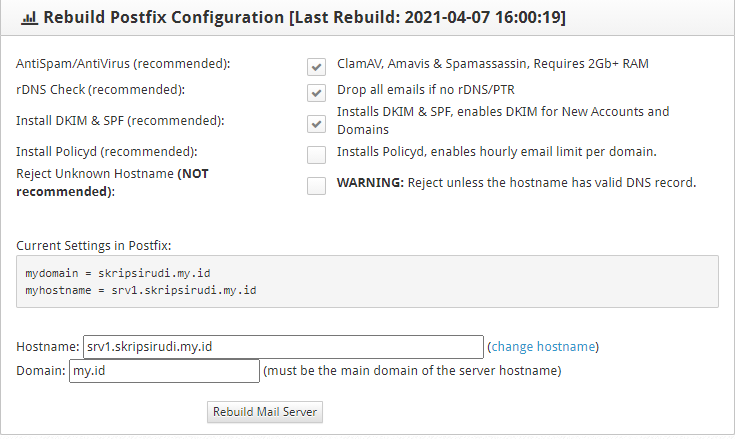 Rebuild Postfix Configuration [Last Rebuild: 2021-04-07 16:00:19]
AntiSpam/AntiVirus (recommended): ClamAV, Amavis & Spamassassin, Requires 2Gb+ RAM
rDNS Check (recommended): Drop all emails if no rDNS/PTR
Install DKIM & SPF (recommended): Installs DKIM & SPF, enables DKIM for New Accounts and
Domains
Install Policyd (recommended): Installs Policyd, enables hourly email limit per domain.
Reject Unknown Hostname (NOT
recommended): WARNING: Reject unless the hostname has valid DNS record.
Current Settings in Postfix:
mydomain = skripsirudi.my.id
myhostname = srv1.skripsirudi.my.id
Hostname: srv1.skripsirudi.my.id (change hostname)
Domain: my.id (must be the main domain of the server hostname)
Rebuild Mail Server